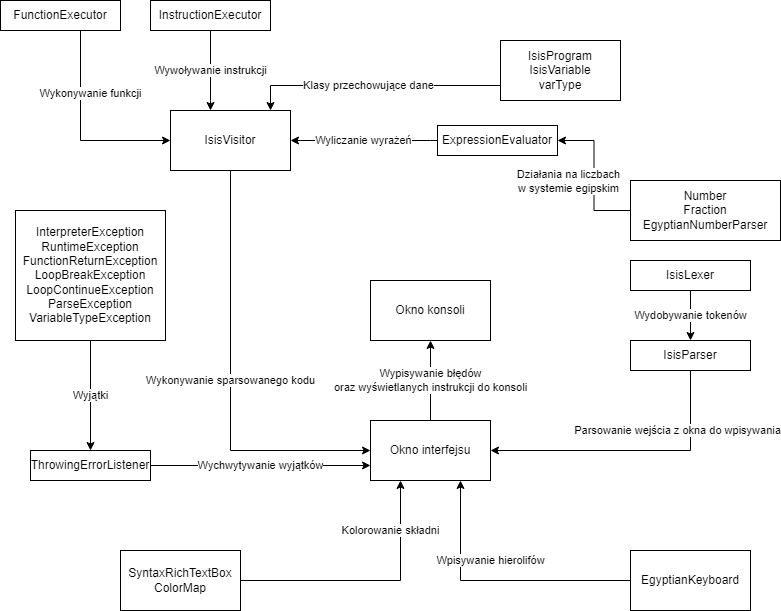 FunctionExecutor
InstructionExecutor
Wywoływanie instrukcji
Wykonywanie funkcji
Klasy przechowujące dane
IsisProgram
IsisVariable
varType
IsisVisitor
Wyliczanie wyrażeń
ExpressionEvaluator
Działania na liczbach
w systemie egipskim
Number
Fraction
EgyptianNumberParser
InterpreterException
RuntimeException
FunctionReturnException
LoopBreakException
LoopContinueException
ParseException
VariableTypeException
IsisLexer
Wydobywanie tokenów
IsisParser
Okno konsoli
Wypisywanie błędów
oraz wyświetlanych instrukcji do konsoli
Wykonywanie sparsowanego kodu
Wyjątki
Parsowanie wejścia z okna do wpisywania
Okno interfejsu
ThrowingErrorListener
Wychwytywanie wyjątków
Kolorowanie składni
Wpisywanie hierolifów
SyntaxRichTextBox
ColorMap
EgyptianKeyboard